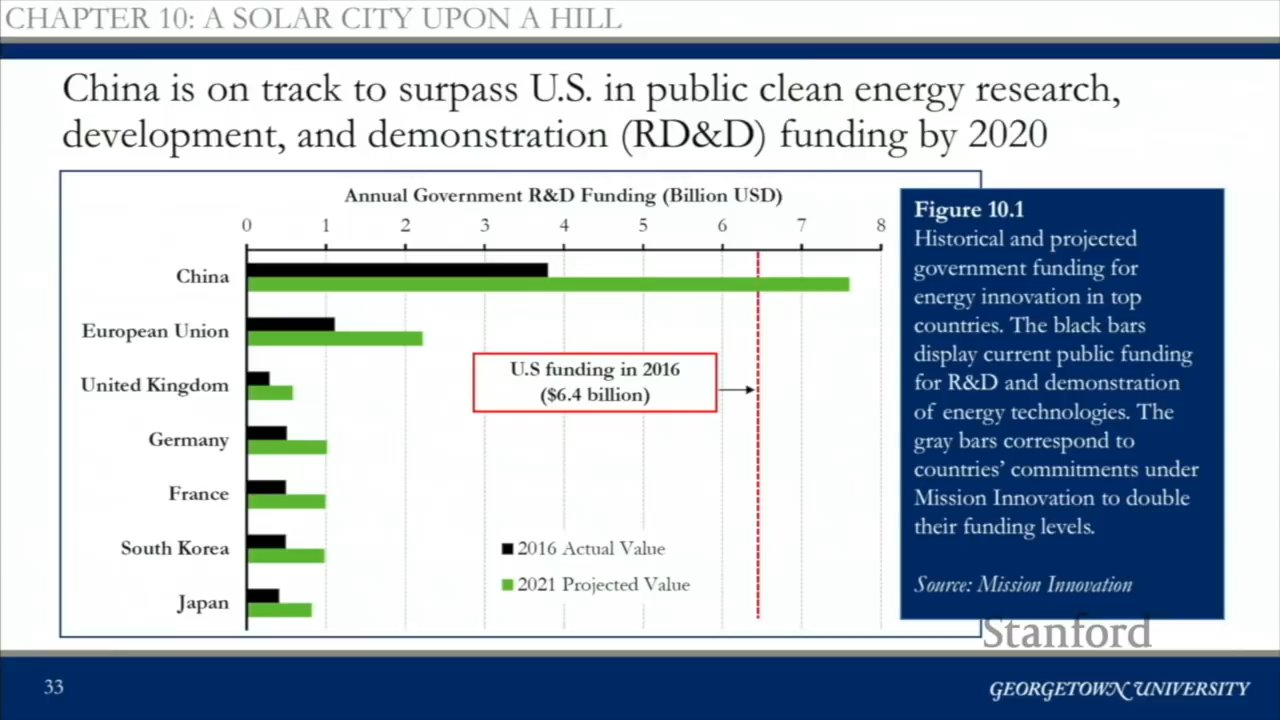 CHAPTER 10: A SOLAR CITY UPON A HILL
China is on track to surpass U.S. in public clean energy research,
development, and demonstration (RD&D) funding by 2020
Annual Government R&D Funding (Billion USD)
0 1 2 3 4 5 6 7 8
China
European Union
United Kingdom
Germany
France
South Korea
Japan
U.S funding in 2016
($6.4 billion)
2016 Actual Value
2021 Projected Value
Figure 10.1
Historical and projected
government funding for
energy innovation in top
countries. The black bars
display current public funding
for R&D and demonstration
of energy technologies. The
gray bars correspond to
countries' commitments under
Mission Innovation to double
their funding levels.
Source: Mission Innovation
Stanford
33
GEORGETOWN UNIVERSITY